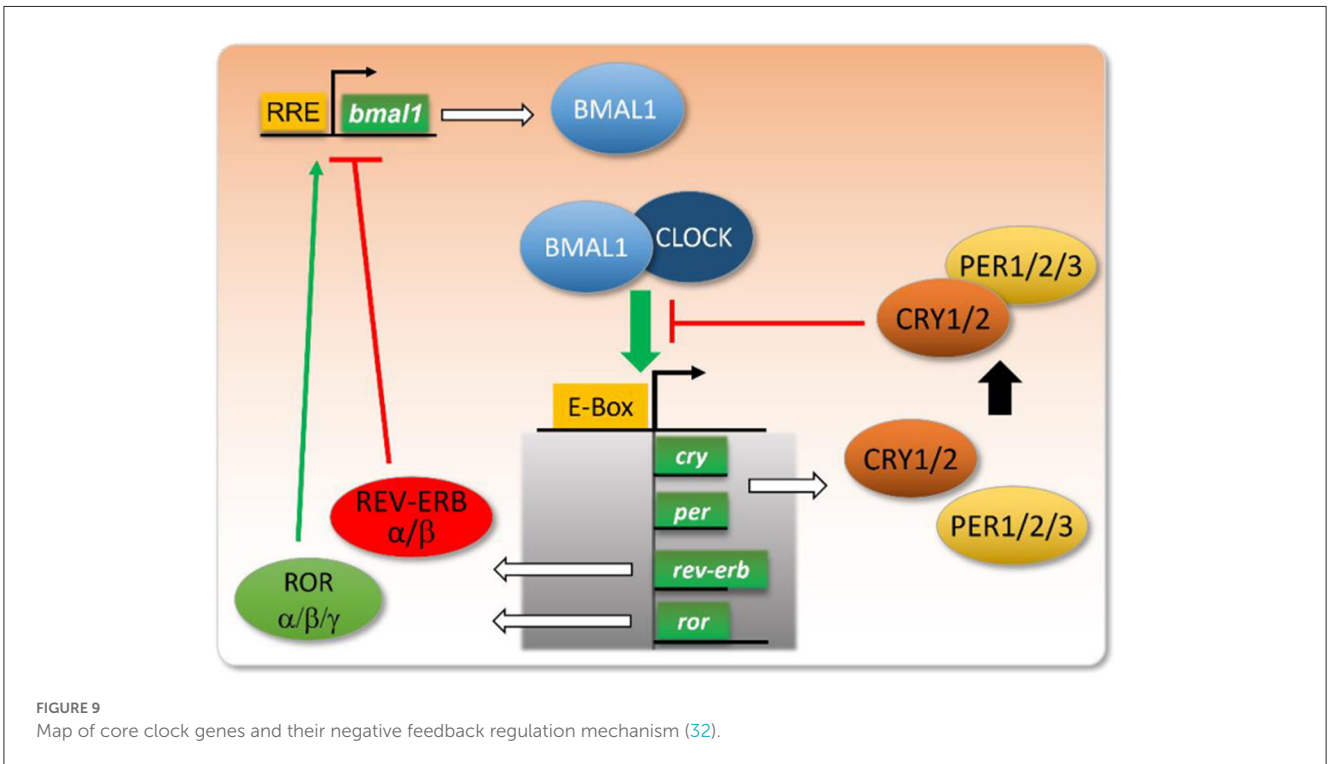 RRE
bmal1
BMAL1
BMAL1
CLOCK
PER1/2/3
CRY1/2
E-Box
cry
per
rev-erb
ror
CRY1/2
PER1/2/3
REV-ERB
α/β
ROR
α/β/γ
FIGURE 9
Map of core clock genes and their negative feedback regulation mechanism (32).